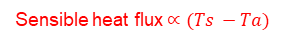 Sensible heat flux ∝ (Ts − Ta)